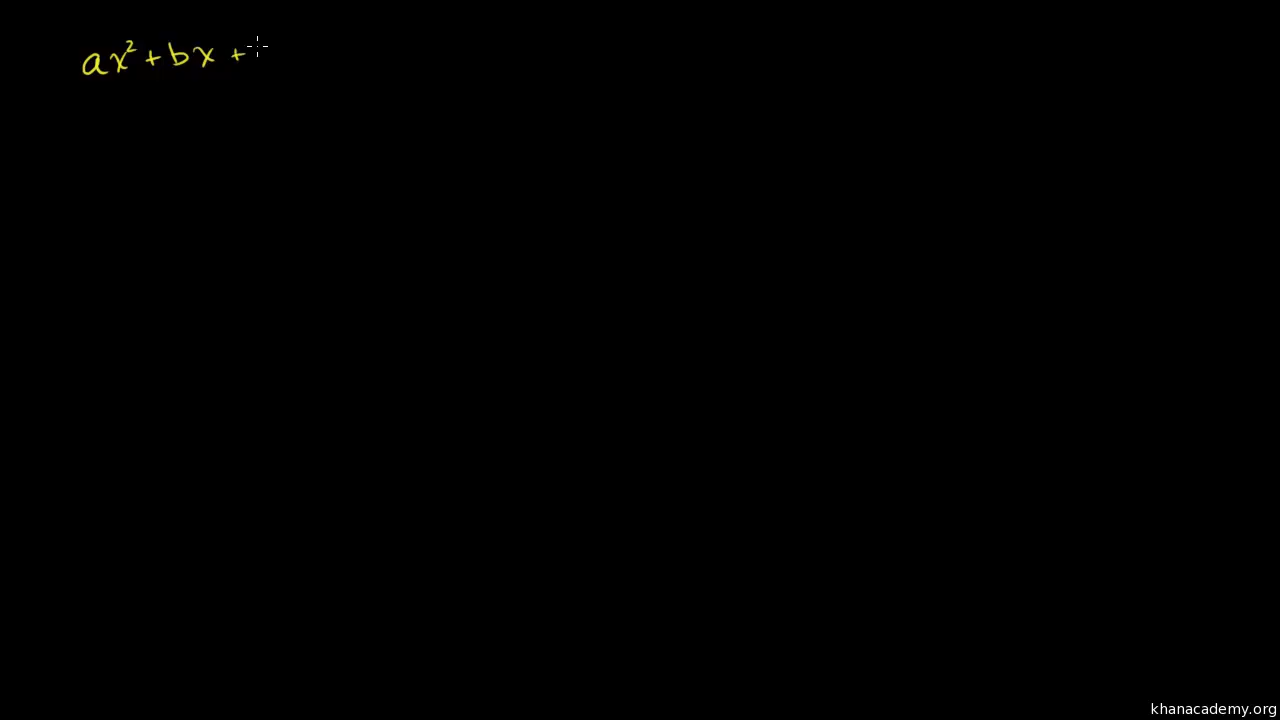 ax² + bx +
khanacademy.org